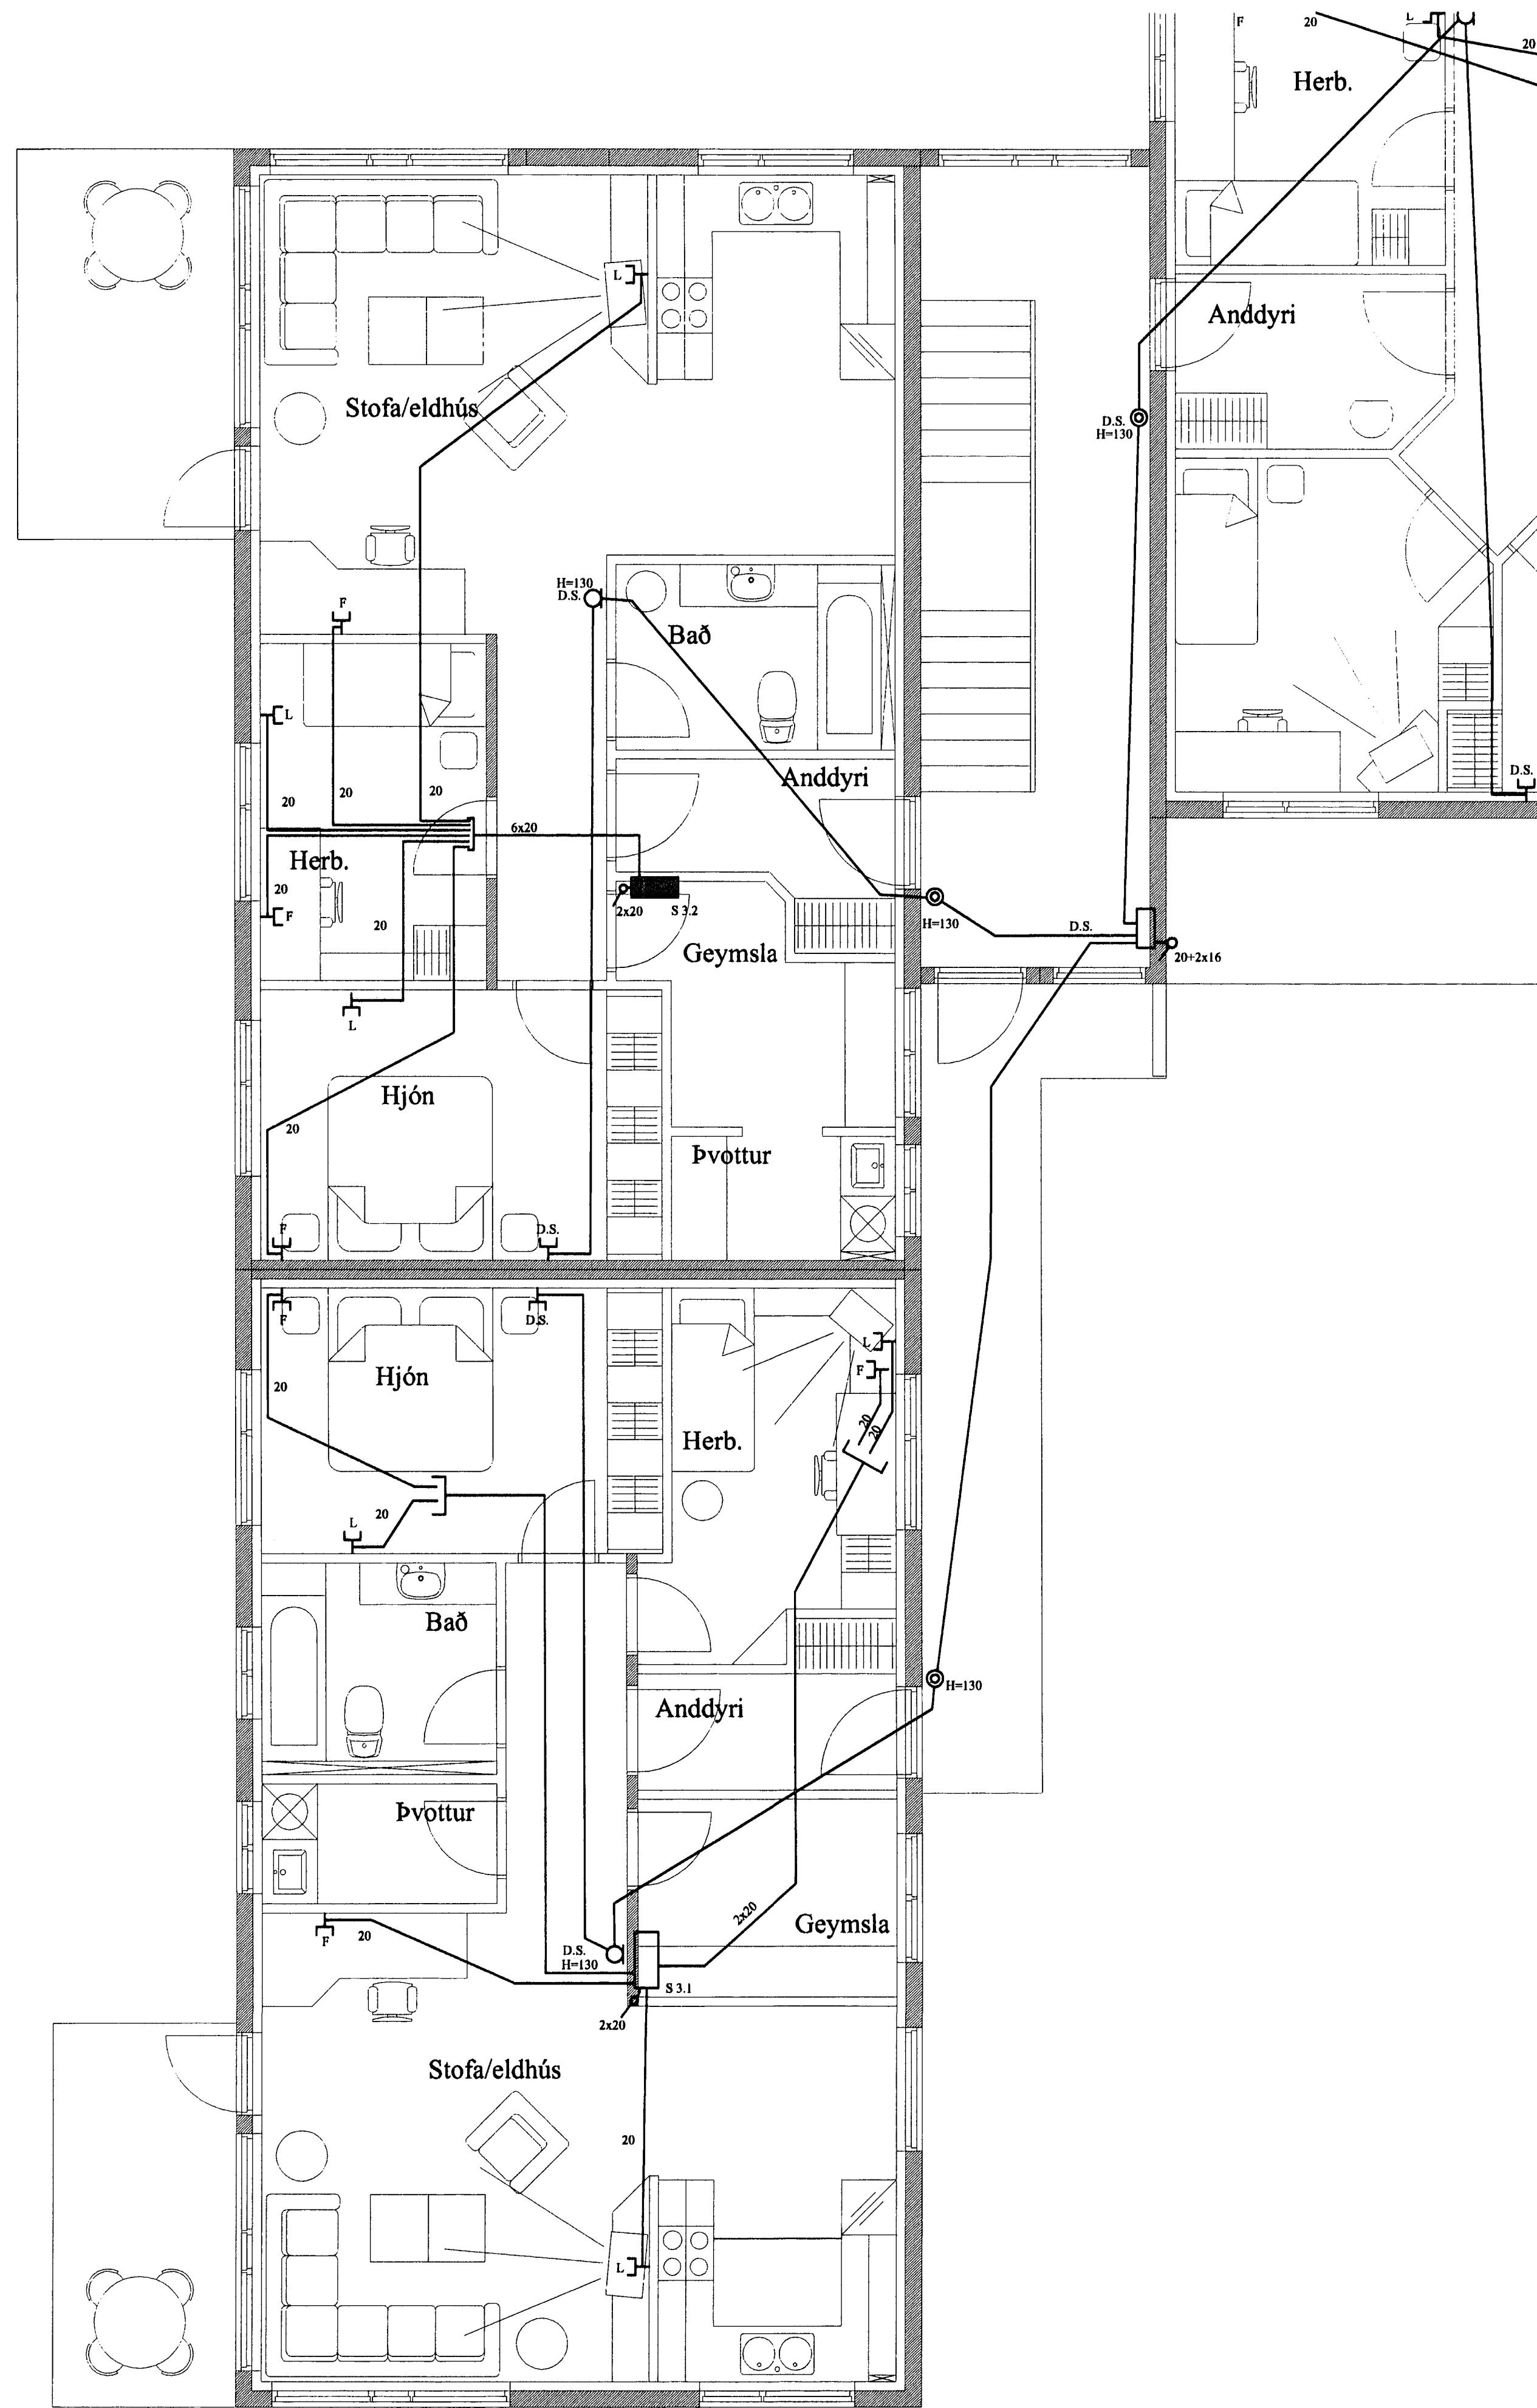 F
20
L
20
Herb.
Anddyri
L
Stofa/eldhús
D.S.
H=130
H=130
D.S.
F
Bað
L
D.S.
Anddyri
20
20
20
6x20
Herb.
20
F
2x20
S 3.2
H=130
D.S.
20
Geymsla
20+2x16
L
Hjón
20
Þvottur
F
D.S.
F
D.S.
L
F
Hjón
20
20
20
Herb.
20
L
Bað
H=130
Anddyri
Þvottur
2x20
Geymsla
F
20
D.S.
H=130
S 3.1
2x20
Stofa/eldhús
20
L